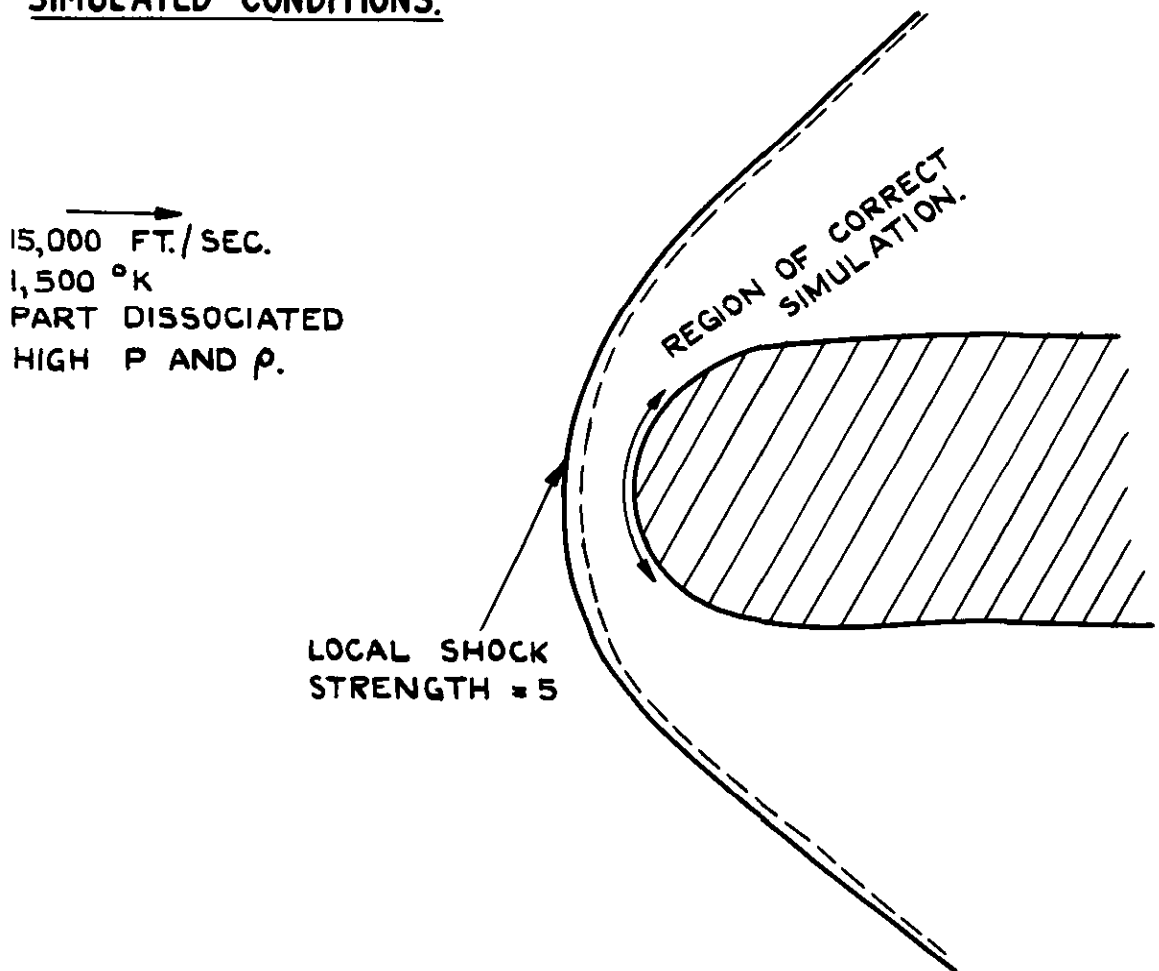 SIMULATED CONDITIONS.
15,000 FT./SEC.
1,500 °K
PART DISSOCIATED
HIGH P AND ρ.
REGION OF CORRECT
SIMULATION.
LOCAL SHOCK
STRENGTH = 5